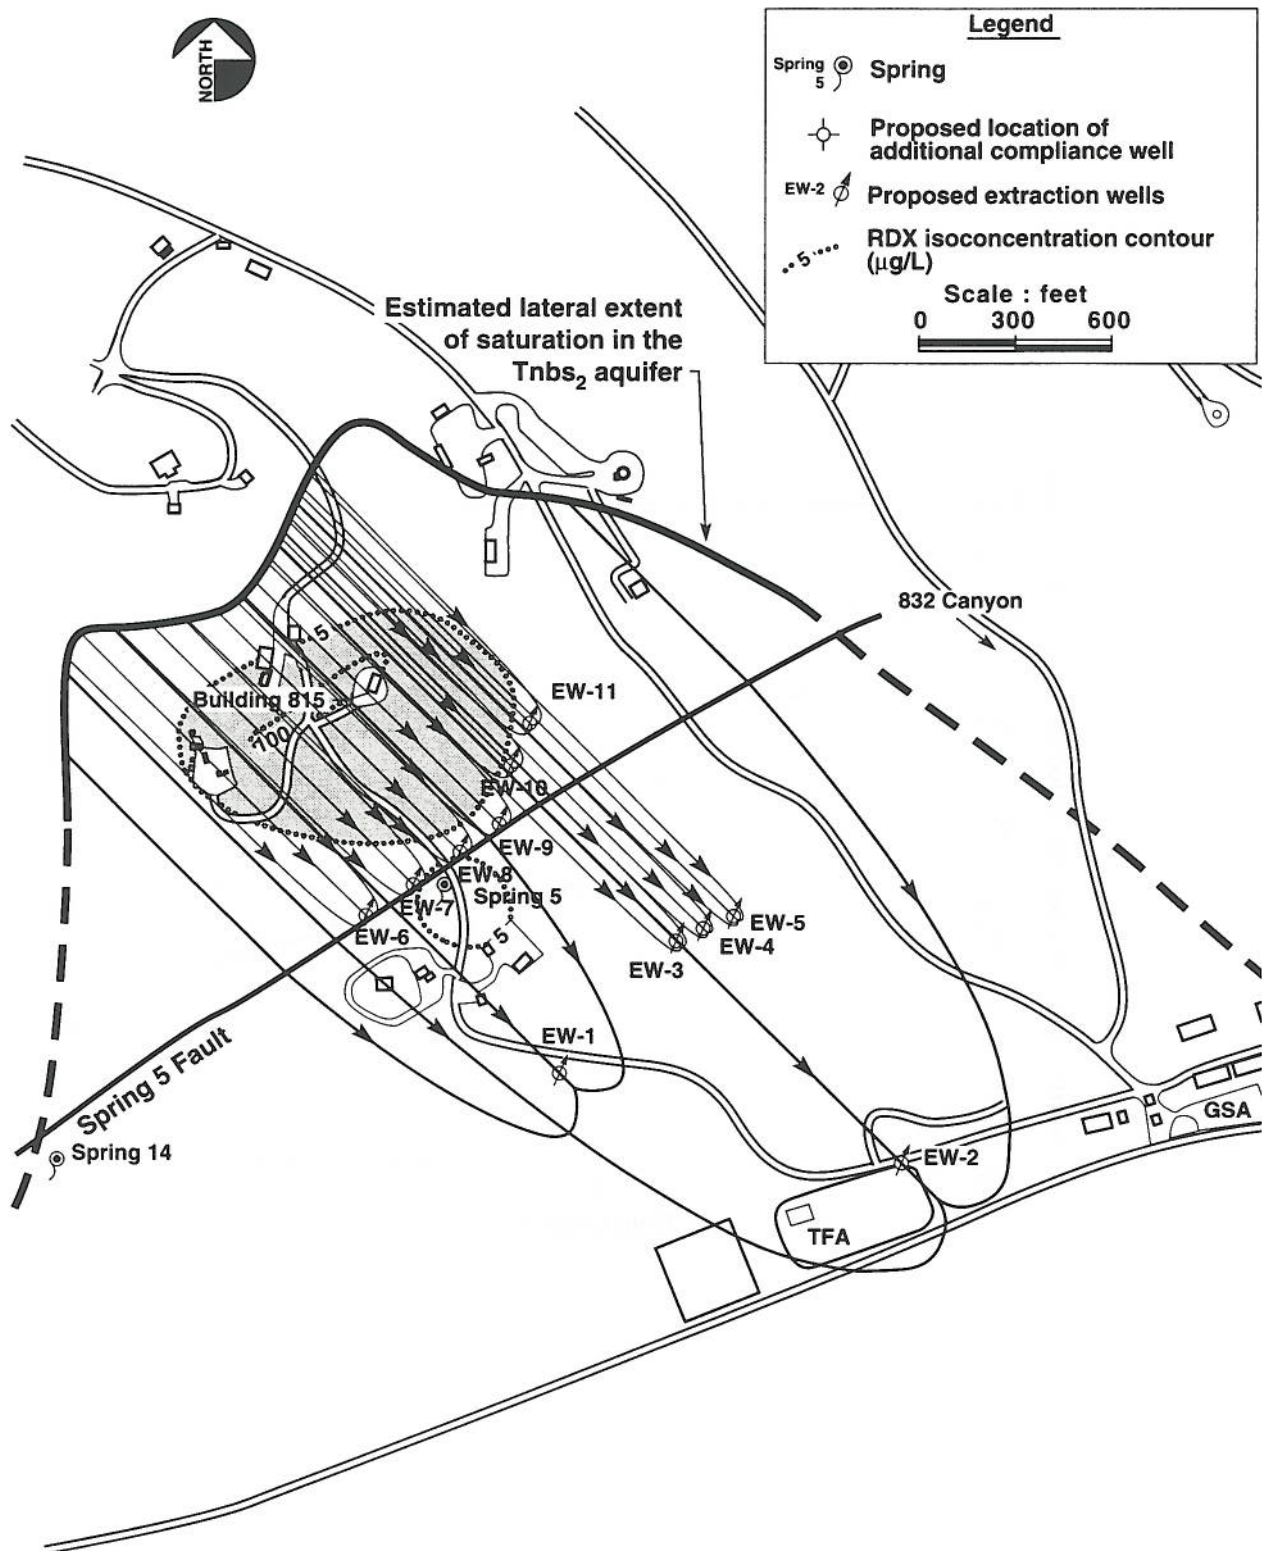 NORTH
Legend
Spring
5
Spring
Proposed location of
additional compliance well
EW-2
Proposed extraction wells
5
RDX isoconcentration contour
(µg/L)
Scale : feet
0 300 600
Estimated lateral extent
of saturation in the
Tnbs₂ aquifer
832 Canyon
5
Building 815
100
EW-11
EW-10
EW-9
EW-8
Spring 5
EW-7
EW-6
5
EW-5
EW-4
EW-3
EW-1
Spring 5 Fault
Spring 14
GSA
EW-2
TFA